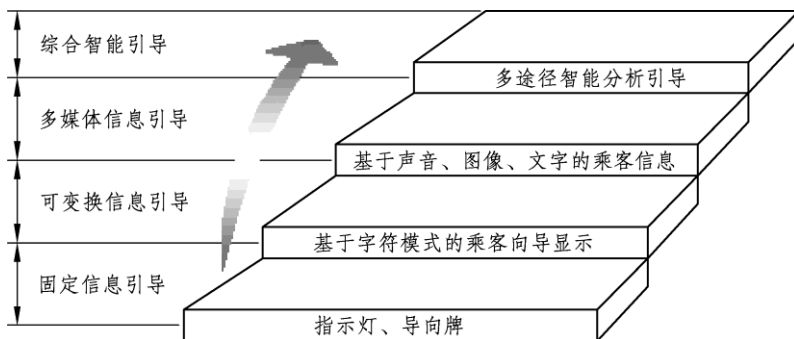 综合智能引导
多途径智能分析引导
多媒体信息引导
基于声音、图像、文字的乘客信息
可变换信息引导
基于字符模式的乘客向导显示
固定信息引导
指示灯、导向牌